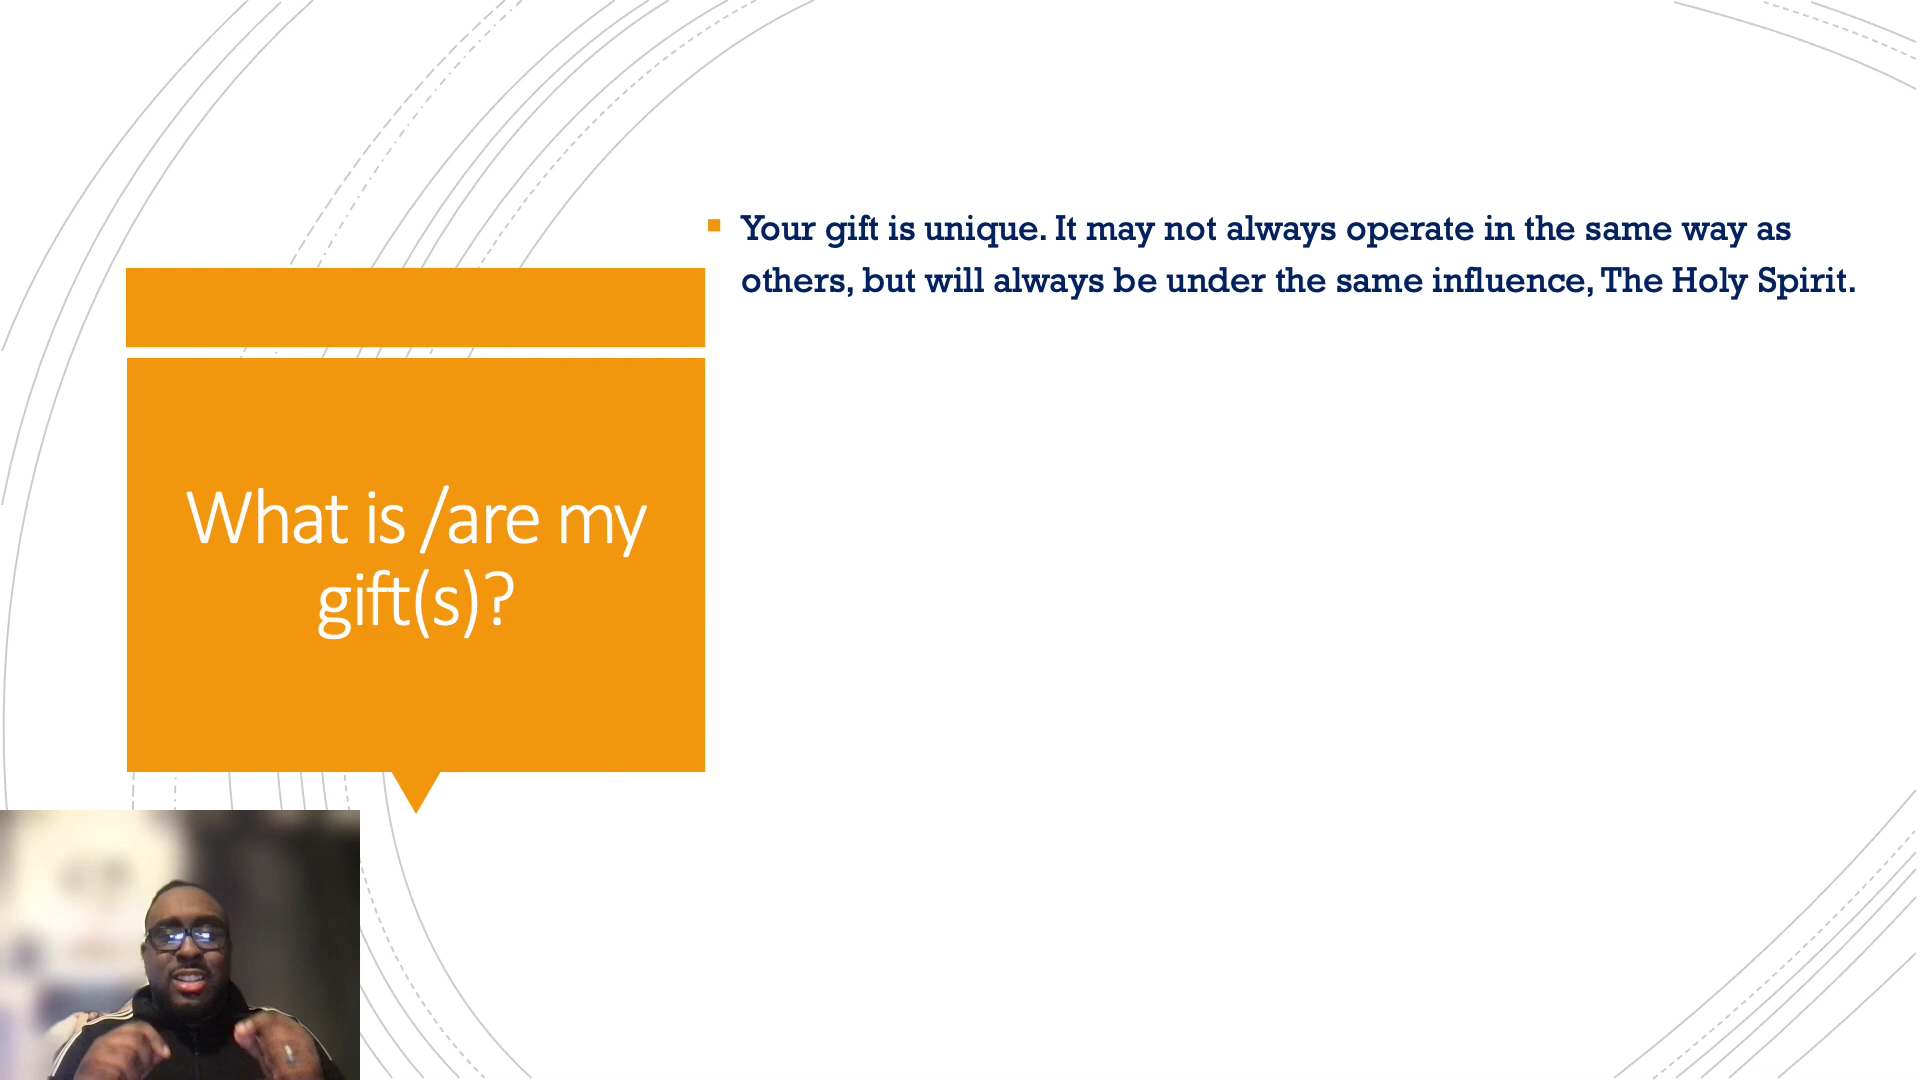 Your gift is unique. It may not always operate in the same way as
others, but will always be under the same influence, The Holy Spirit.
What is /are my
gift(s)?